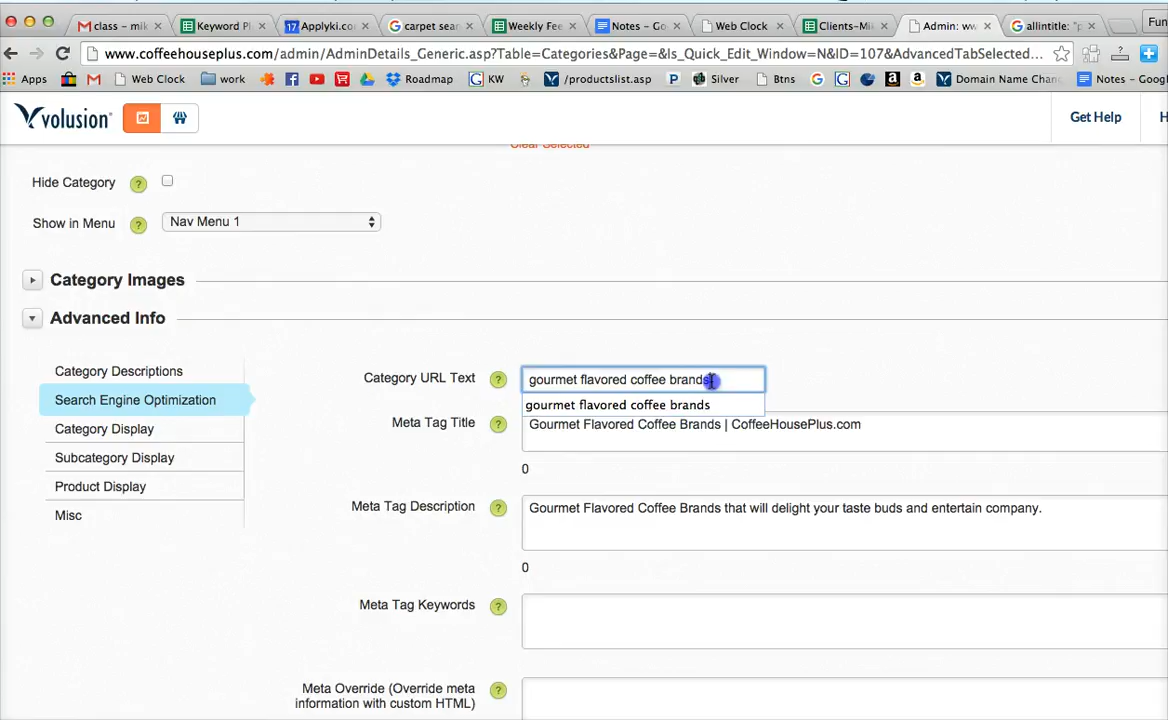 class – mik
Keyword Pl
Applyki.co
carpet sear
Weekly Fee
Notes – Go
Web Clock
Clients-Mik
Admin: ww
allintitle: "p
Fun
www.coffeehouseplus.com/admin/AdminDetails_Generic.asp?Table=Categories&Page=&Is_Quick_Edit_Window=N&ID=107&AdvancedTabSelected...
Apps Web Clock work Roadmap KW /productslist.asp Silver Btns Domain Name Chan Notes – Googl
volusion
Get Help
H
Clear Selected
Hide Category ?
Show in Menu ? Nav Menu 1
Category Images
Advanced Info
Category Descriptions
Search Engine Optimization
Category Display
Subcategory Display
Product Display
Misc
Category URL Text ? gourmet flavored coffee brands
gourmet flavored coffee brands
Meta Tag Title ? Gourmet Flavored Coffee Brands | CoffeeHousePlus.com
0
Meta Tag Description ? Gourmet Flavored Coffee Brands that will delight your taste buds and entertain company.
0
Meta Tag Keywords ?
Meta Override (Override meta ?
information with custom HTML)